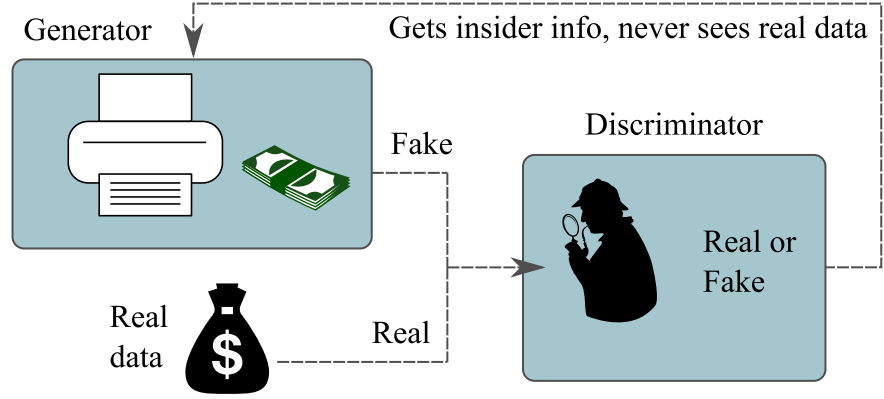 Generator
Gets insider info, never sees real data
Fake
Discriminator
Real or
Fake
Real
data
$
Real